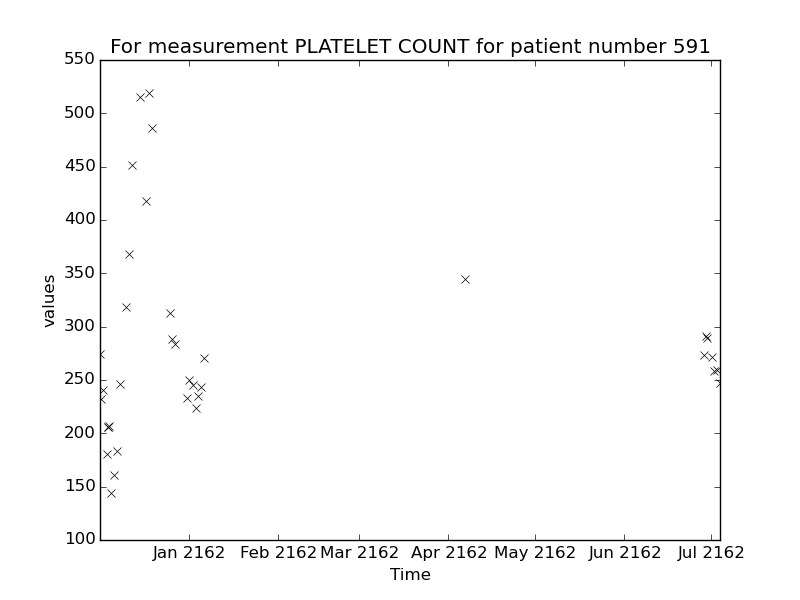 For measurement PLATELET COUNT for patient number 591
550
500
450
400
350
300
250
200
150
100
values
Jan 2162 Feb 2162 Mar 2162 Apr 2162 May 2162 Jun 2162 Jul 2162
Time